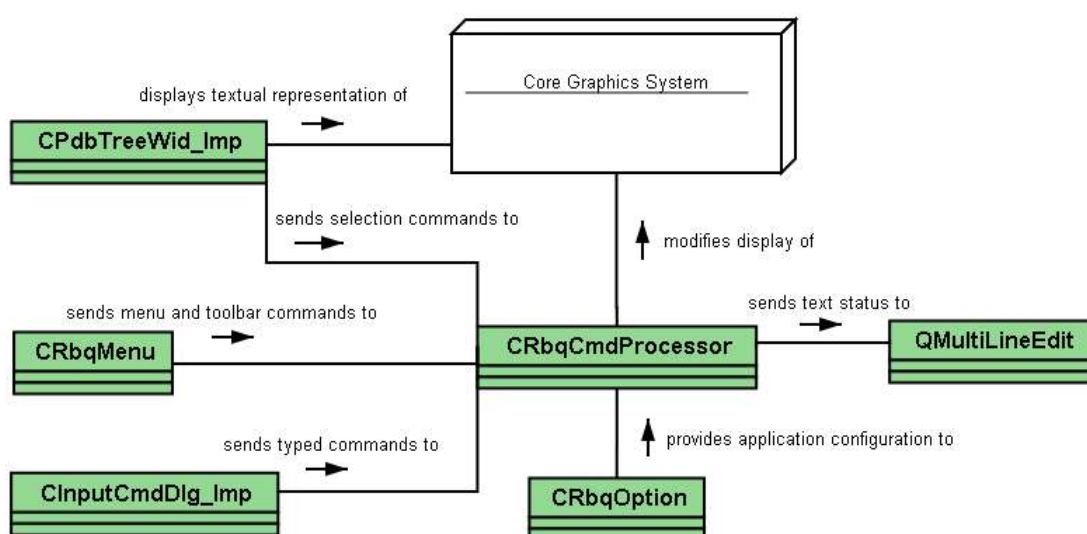 Core Graphics System
displays textual representation of
CPdbTreeWid_Imp
sends selection commands to
modifies display of
sends menu and toolbar commands to
sends text status to
CRbqMenu
CRbqCmdProcessor
QMultiLineEdit
sends typed commands to
provides application configuration to
CInputCmdDlg_Imp
CRbqOption